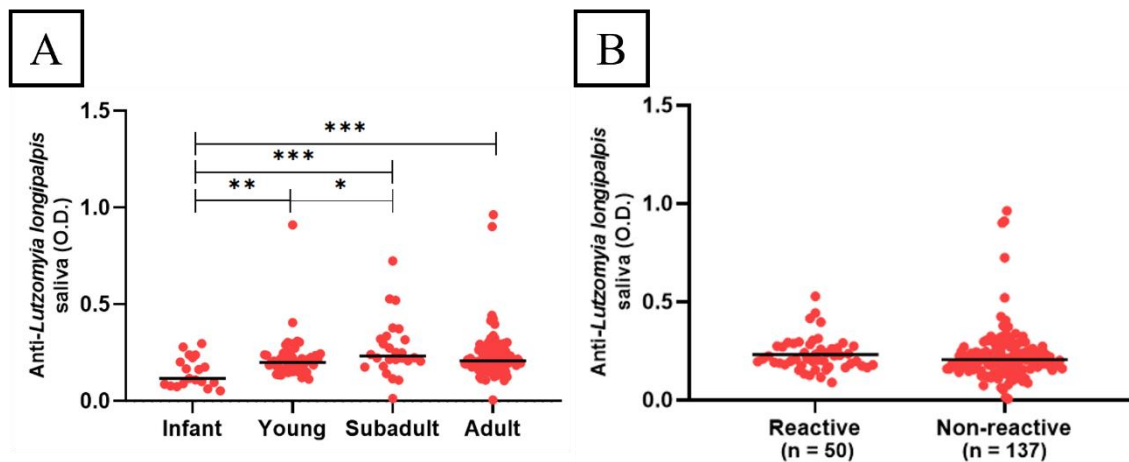 A
Anti-Lutzomyia longipalpis
saliva (O.D.)
1.5
1.0
0.5
0.0
***
***
**
*
Infant
Young
Subadult
Adult
B
Anti-Lutzomyia longipalpis
saliva (O.D.)
1.5
1.0
0.5
0.0
Reactive
(n = 50)
Non-reactive
(n = 137)